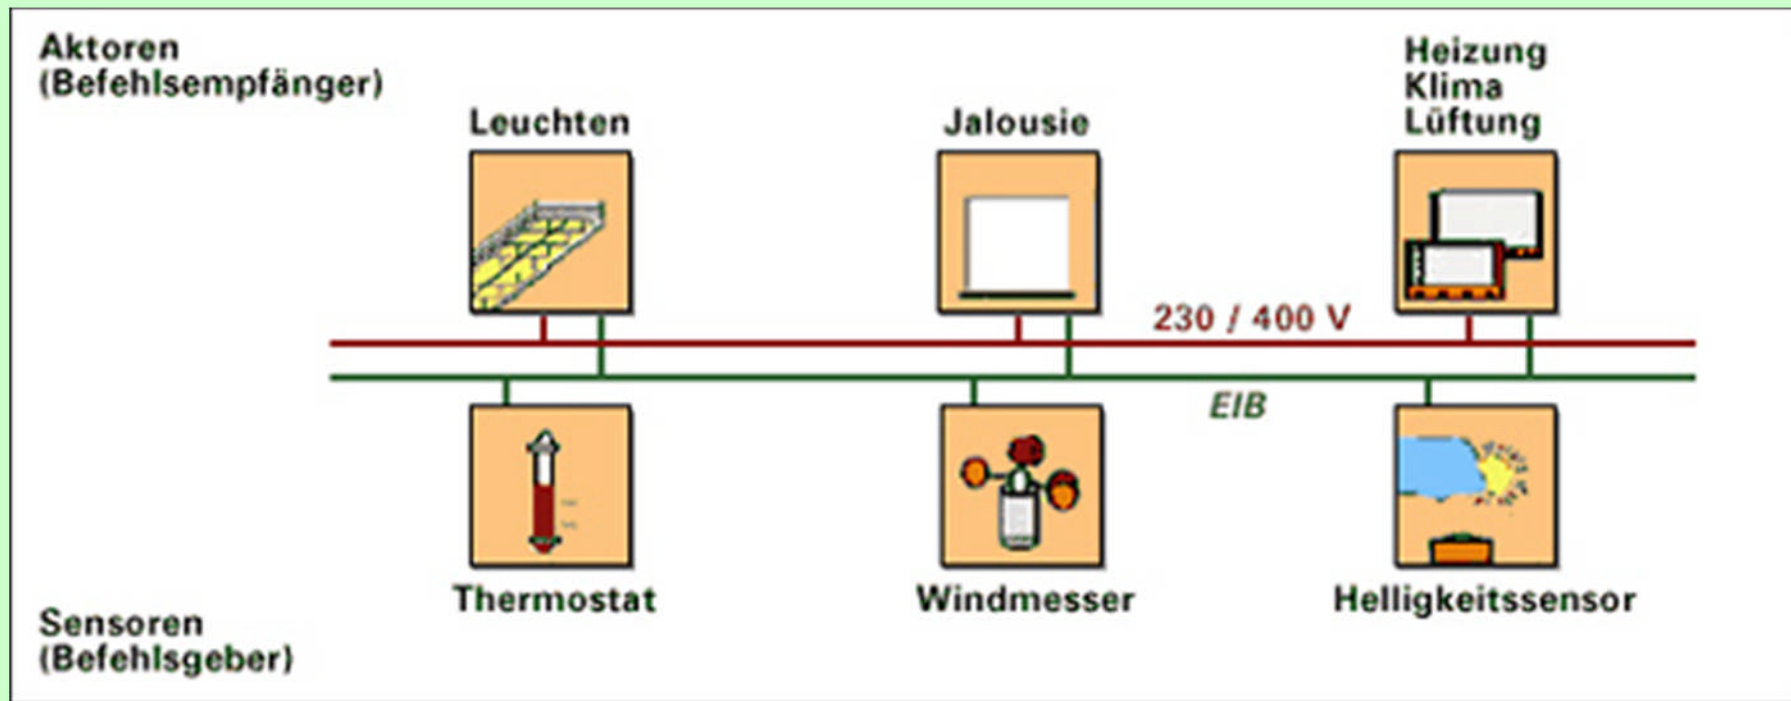 Aktoren
(Befehlsempfänger)
Leuchten
Jalousie
Heizung
Klima
Lüftung
230 / 400 V
EIB
Thermostat
Windmesser
Helligkeitssensor
Sensoren
(Befehlsgeber)